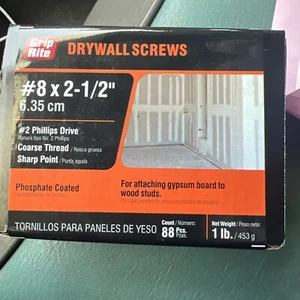 Grip Rite
DRYWALL SCREWS
#8 x 2-1/2"
6.35 cm
#2 Phillips Drive
Ranura tipo No. 2 Phillips
Coarse Thread / Rosca gruesa
Sharp Point / Punta aguda
Phosphate Coated
For attaching gypsum board to
wood studs.
TORNILLOS PARA PANELES DE YESO
Count / Número:
88 Pcs.
Pzas.
Net Weight / Peso neto:
1 lb. / 453 g